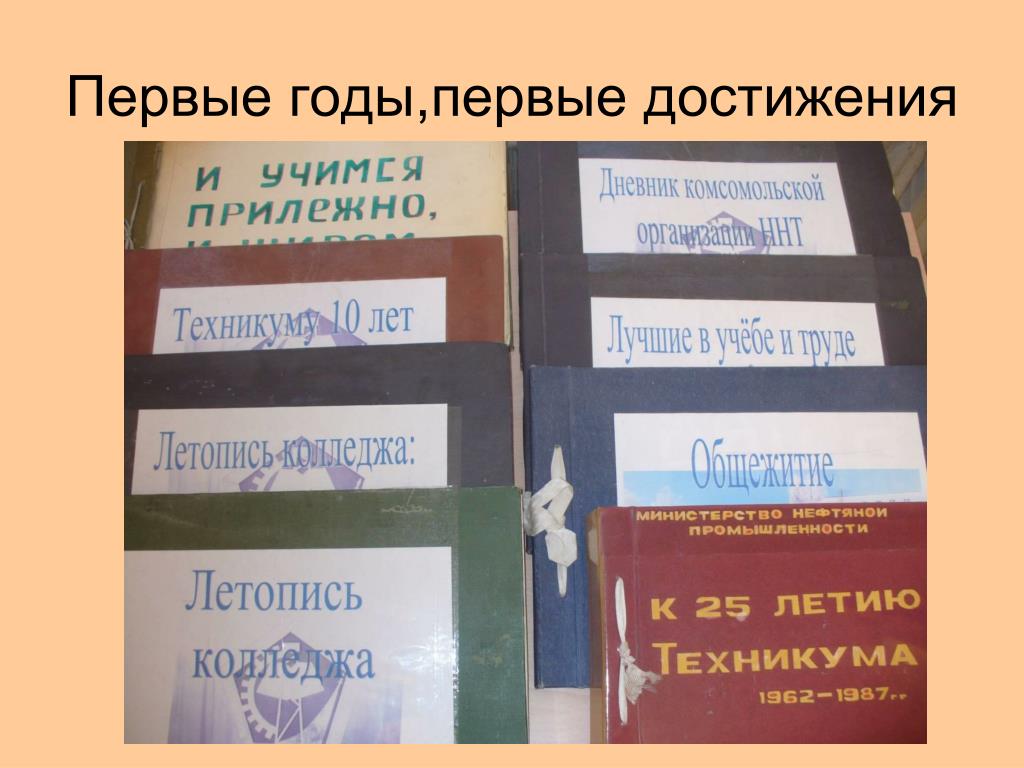 Первые годы,первые достижения
И УЧИМСЯ
ПРИЛЕЖНО,
Техникуму 10 лет
Летопись колледжа:
Летопись
колледжа
Дневник комсомольской
организации ННТ
Лучшие в учёбе и труде
Общежитие
МИНИСТЕРСТВО НЕФТЯНОЙ
ПРОМЫШЛЕННОСТИ
К 25 ЛЕТИЮ
ТЕХНИКУМА
1962–1987гг